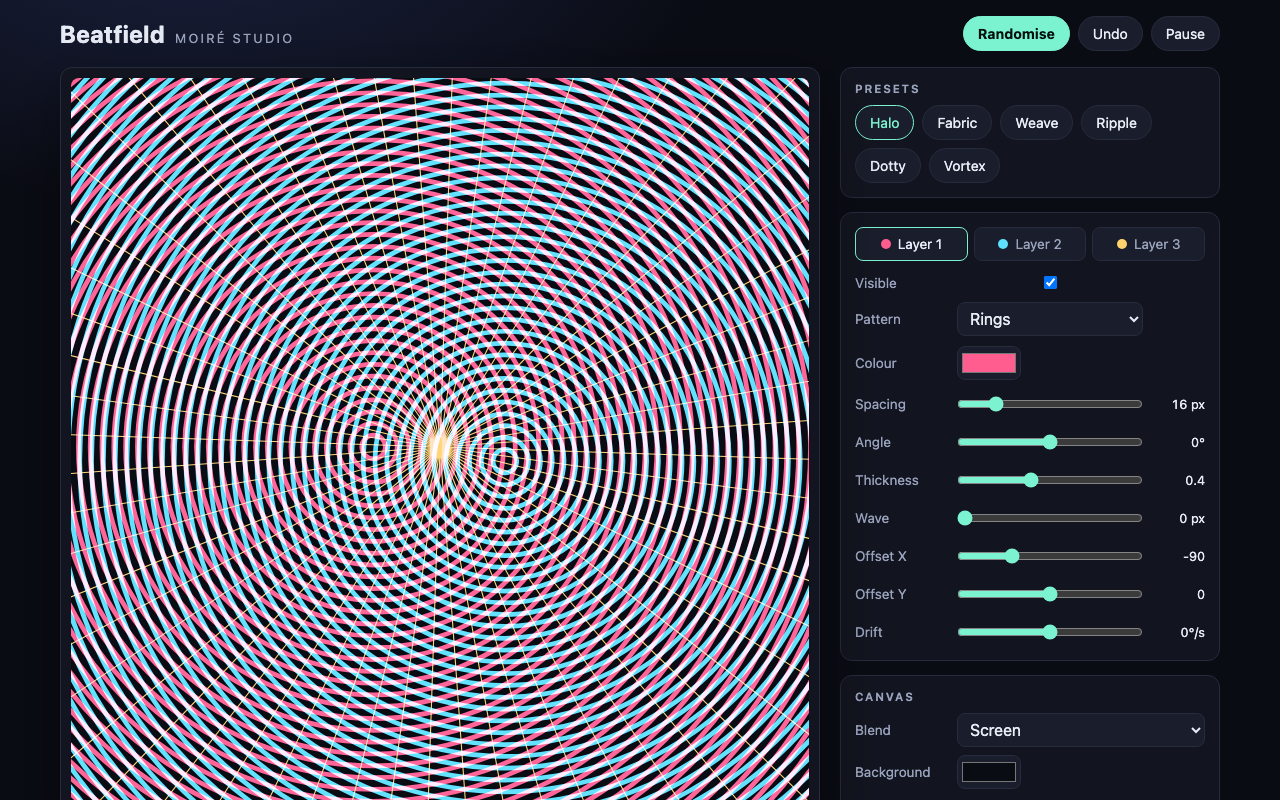 Beatfield MOIRÉ STUDIO
Randomise Undo Pause
PRESETS
Halo Fabric Weave Ripple
Dotty Vortex
Layer 1 Layer 2 Layer 3
Visible
Pattern Rings
Colour
Spacing 16 px
Angle 0°
Thickness 0.4
Wave 0 px
Offset X -90
Offset Y 0
Drift 0°/s
CANVAS
Blend Screen
Background